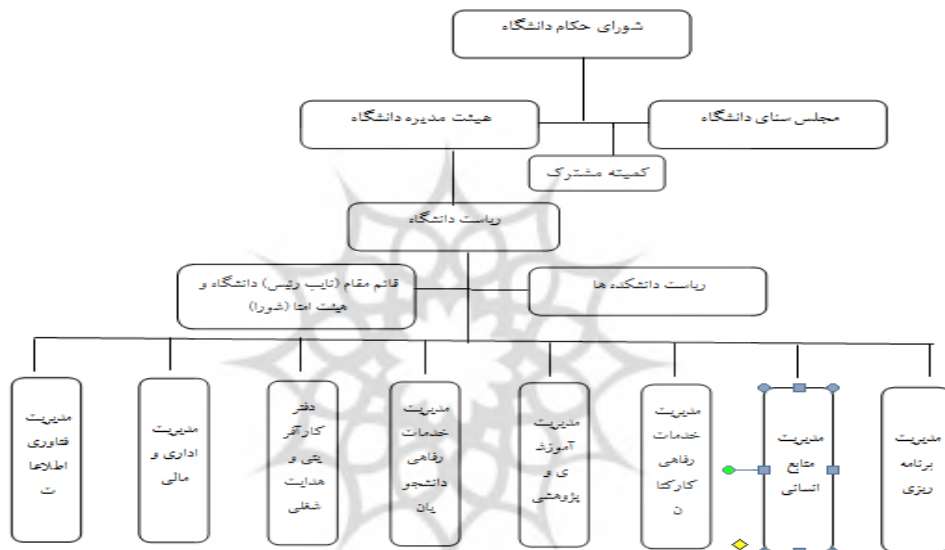 شورای حکام دانشگاه
مجلس سنای دانشگاه
هیئت مدیره دانشگاه
کمیته مشترک
ریاست دانشگاه
ریاست دانشکده ها
قائم مقام (نایب رئیس) دانشگاه و
هیئت امنا (شورا)
مدیریت
برنامه
ریزی
مدیریت
منابع
انسانی
مدیریت
خدمات
رفاهی
کارکنا
ن
مدیریت
آموزش
ی و
پژوهشی
مدیریت
خدمات
رفاهی
دانشجو
یان
دفتر
کارآفر
ینی و
هدایت
شغلی
مدیریت
اداری و
مالی
مدیریت
فناوری
اطلاعا
ت